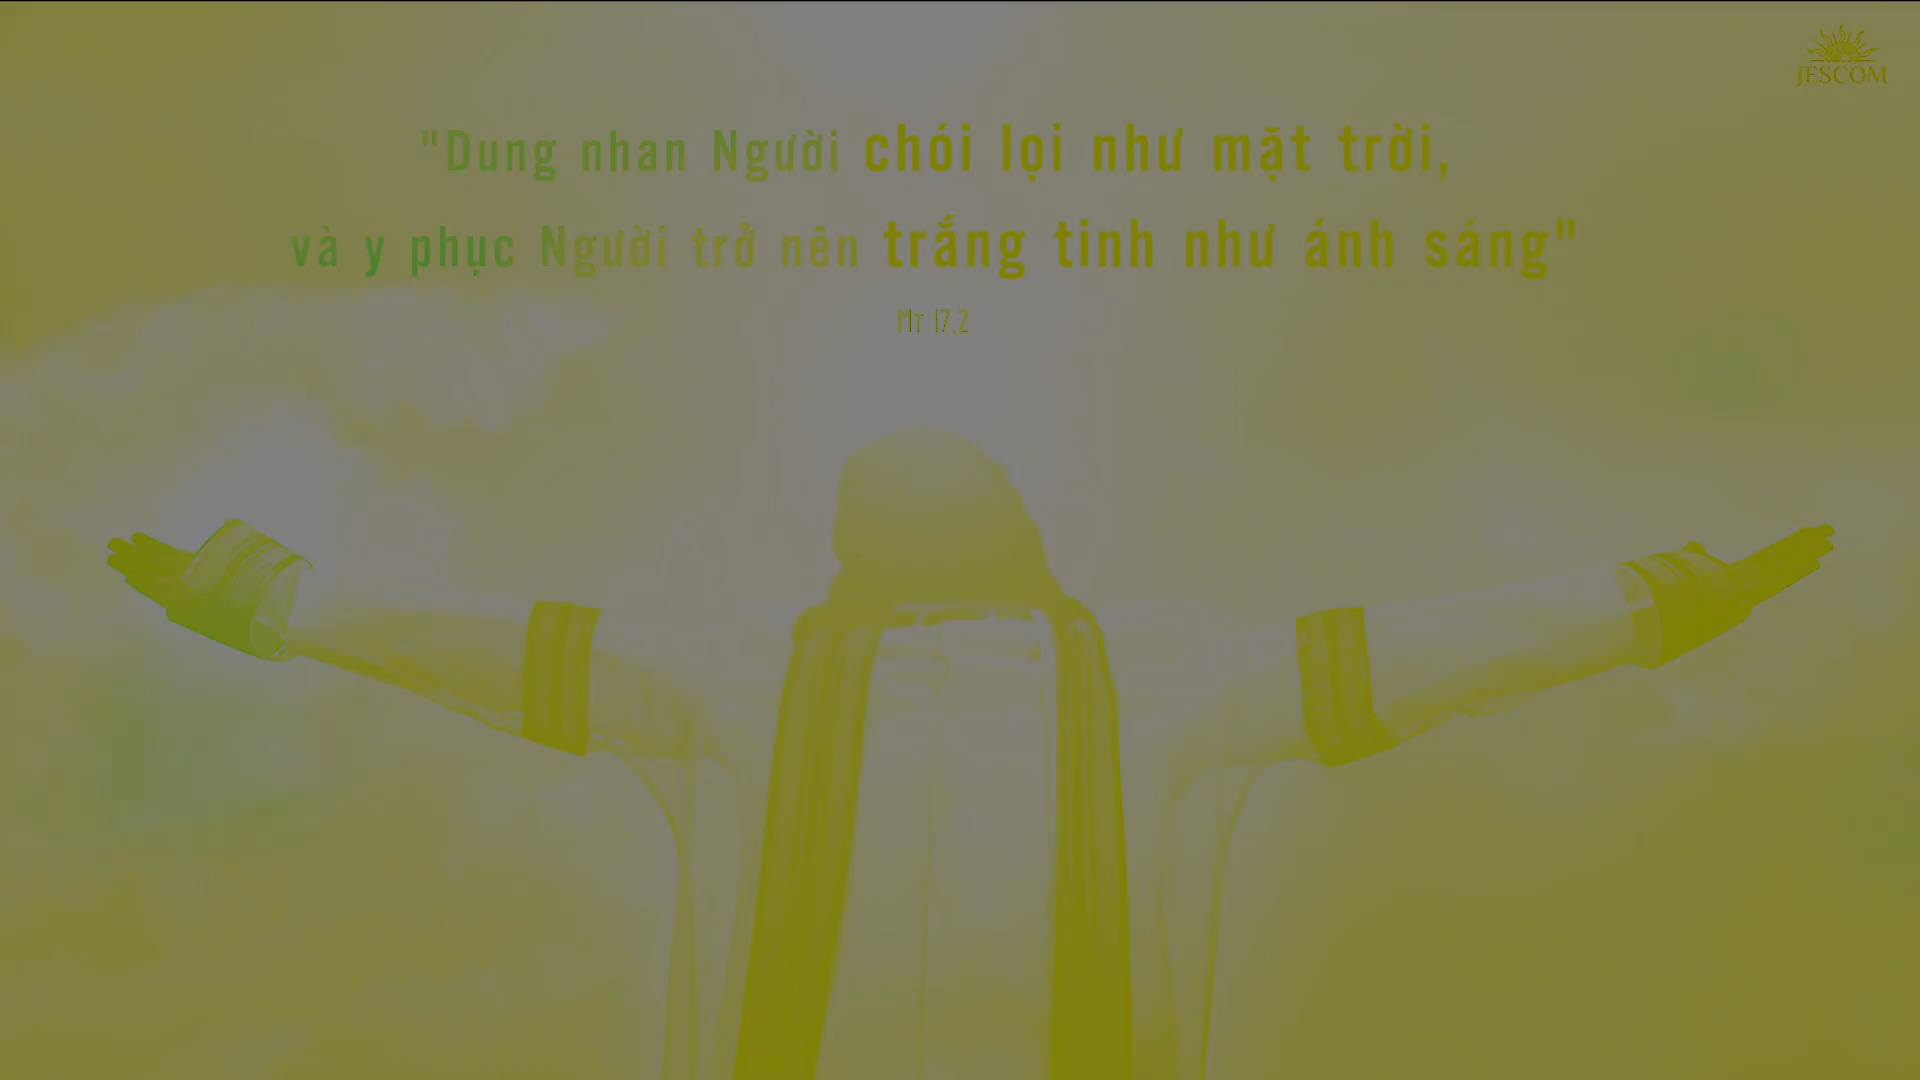 JESCOM
"Dung nhan Người chói lọi như mặt trời,
và y phục Người trở nên trắng tinh như ánh sáng"
Mt 17,2